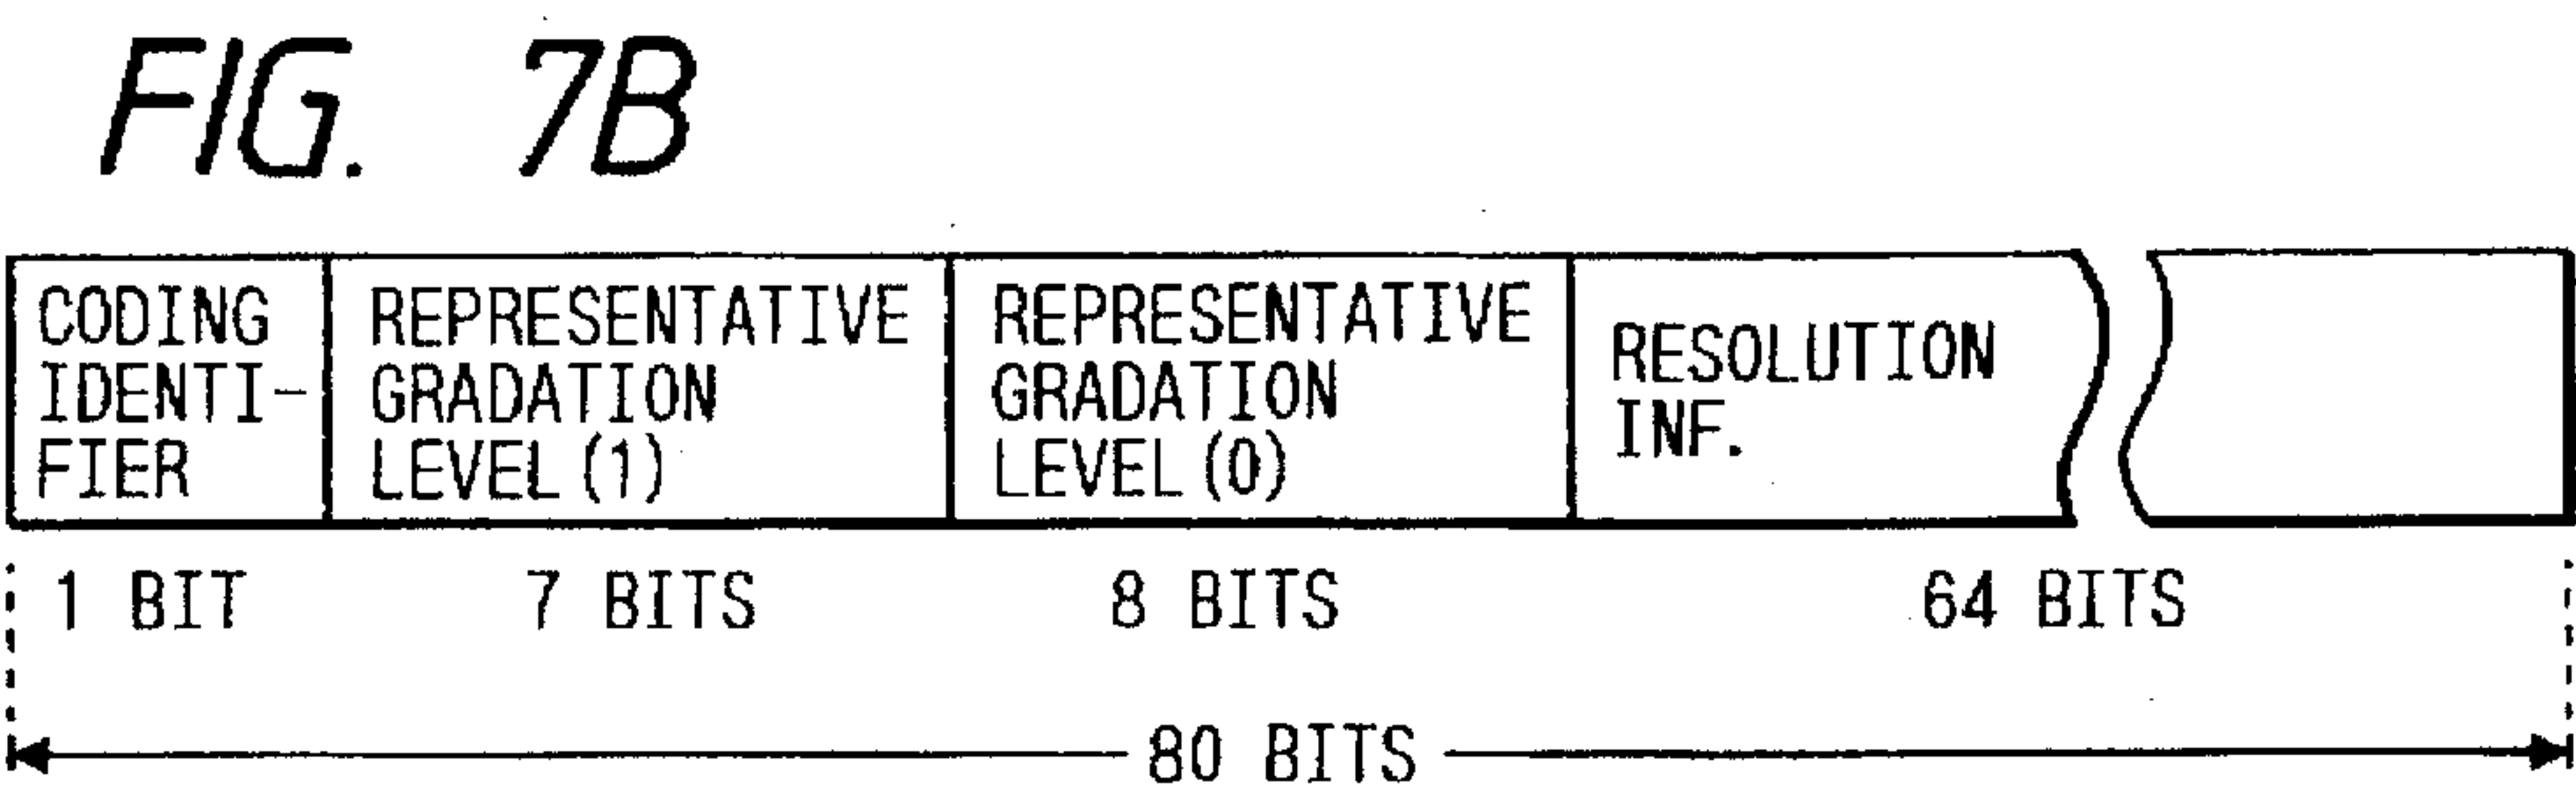 FIG. 7B
CODING
IDENTI-
FIER
REPRESENTATIVE
GRADATION
LEVEL (1)
REPRESENTATIVE
GRADATION
LEVEL (0)
RESOLUTION
INF.
1 BIT
7 BITS
8 BITS
64 BITS
80 BITS